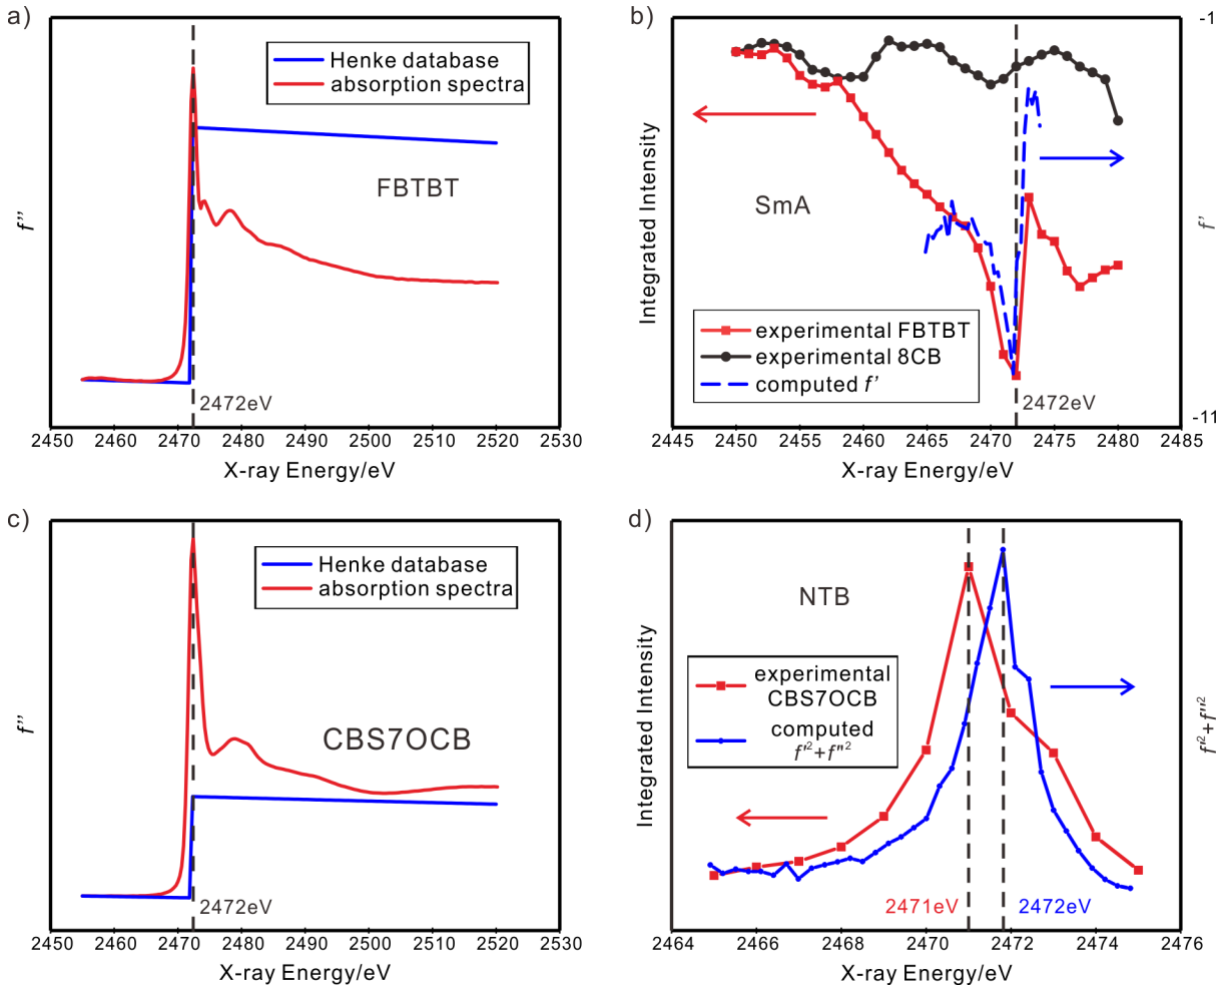 a)
Henke database
absorption spectra
FBTBT
f''
2472eV
2450 2460 2470 2480 2490 2500 2510 2520 2530
X-ray Energy/eV
b)
-1
SmA
Integrated Intensity
f'
experimental FBTBT
experimental 8CB
computed f'
2472eV
-11
2445 2450 2455 2460 2465 2470 2475 2480 2485
X-ray Energy/eV
c)
Henke database
absorption spectra
CBS7OCB
f''
2472eV
2450 2460 2470 2480 2490 2500 2510 2520 2530
X-ray Energy/eV
d)
NTB
Integrated Intensity
experimental
CBS7OCB
computed
f'²+f''²
f'²+f''²
2471eV 2472eV
2464 2466 2468 2470 2472 2474 2476
X-ray Energy/eV